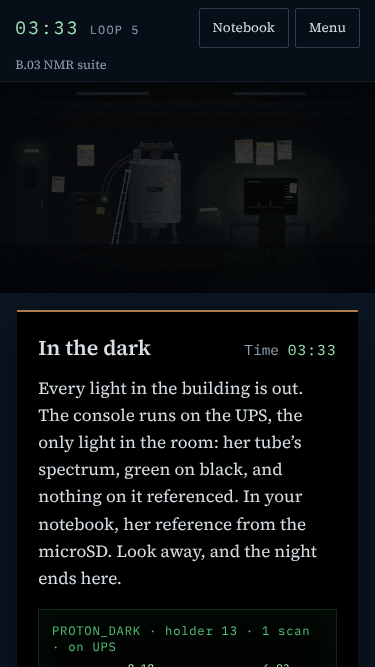 03:33 LOOP 5 Notebook Menu
B.03 NMR suite
In the dark Time 03:33
Every light in the building is out.
The console runs on the UPS, the
only light in the room: her tube’s
spectrum, green on black, and
nothing on it referenced. In your
notebook, her reference from the
microSD. Look away, and the night
ends here.
PROTON_DARK · holder 13 · 1 scan
· on UPS